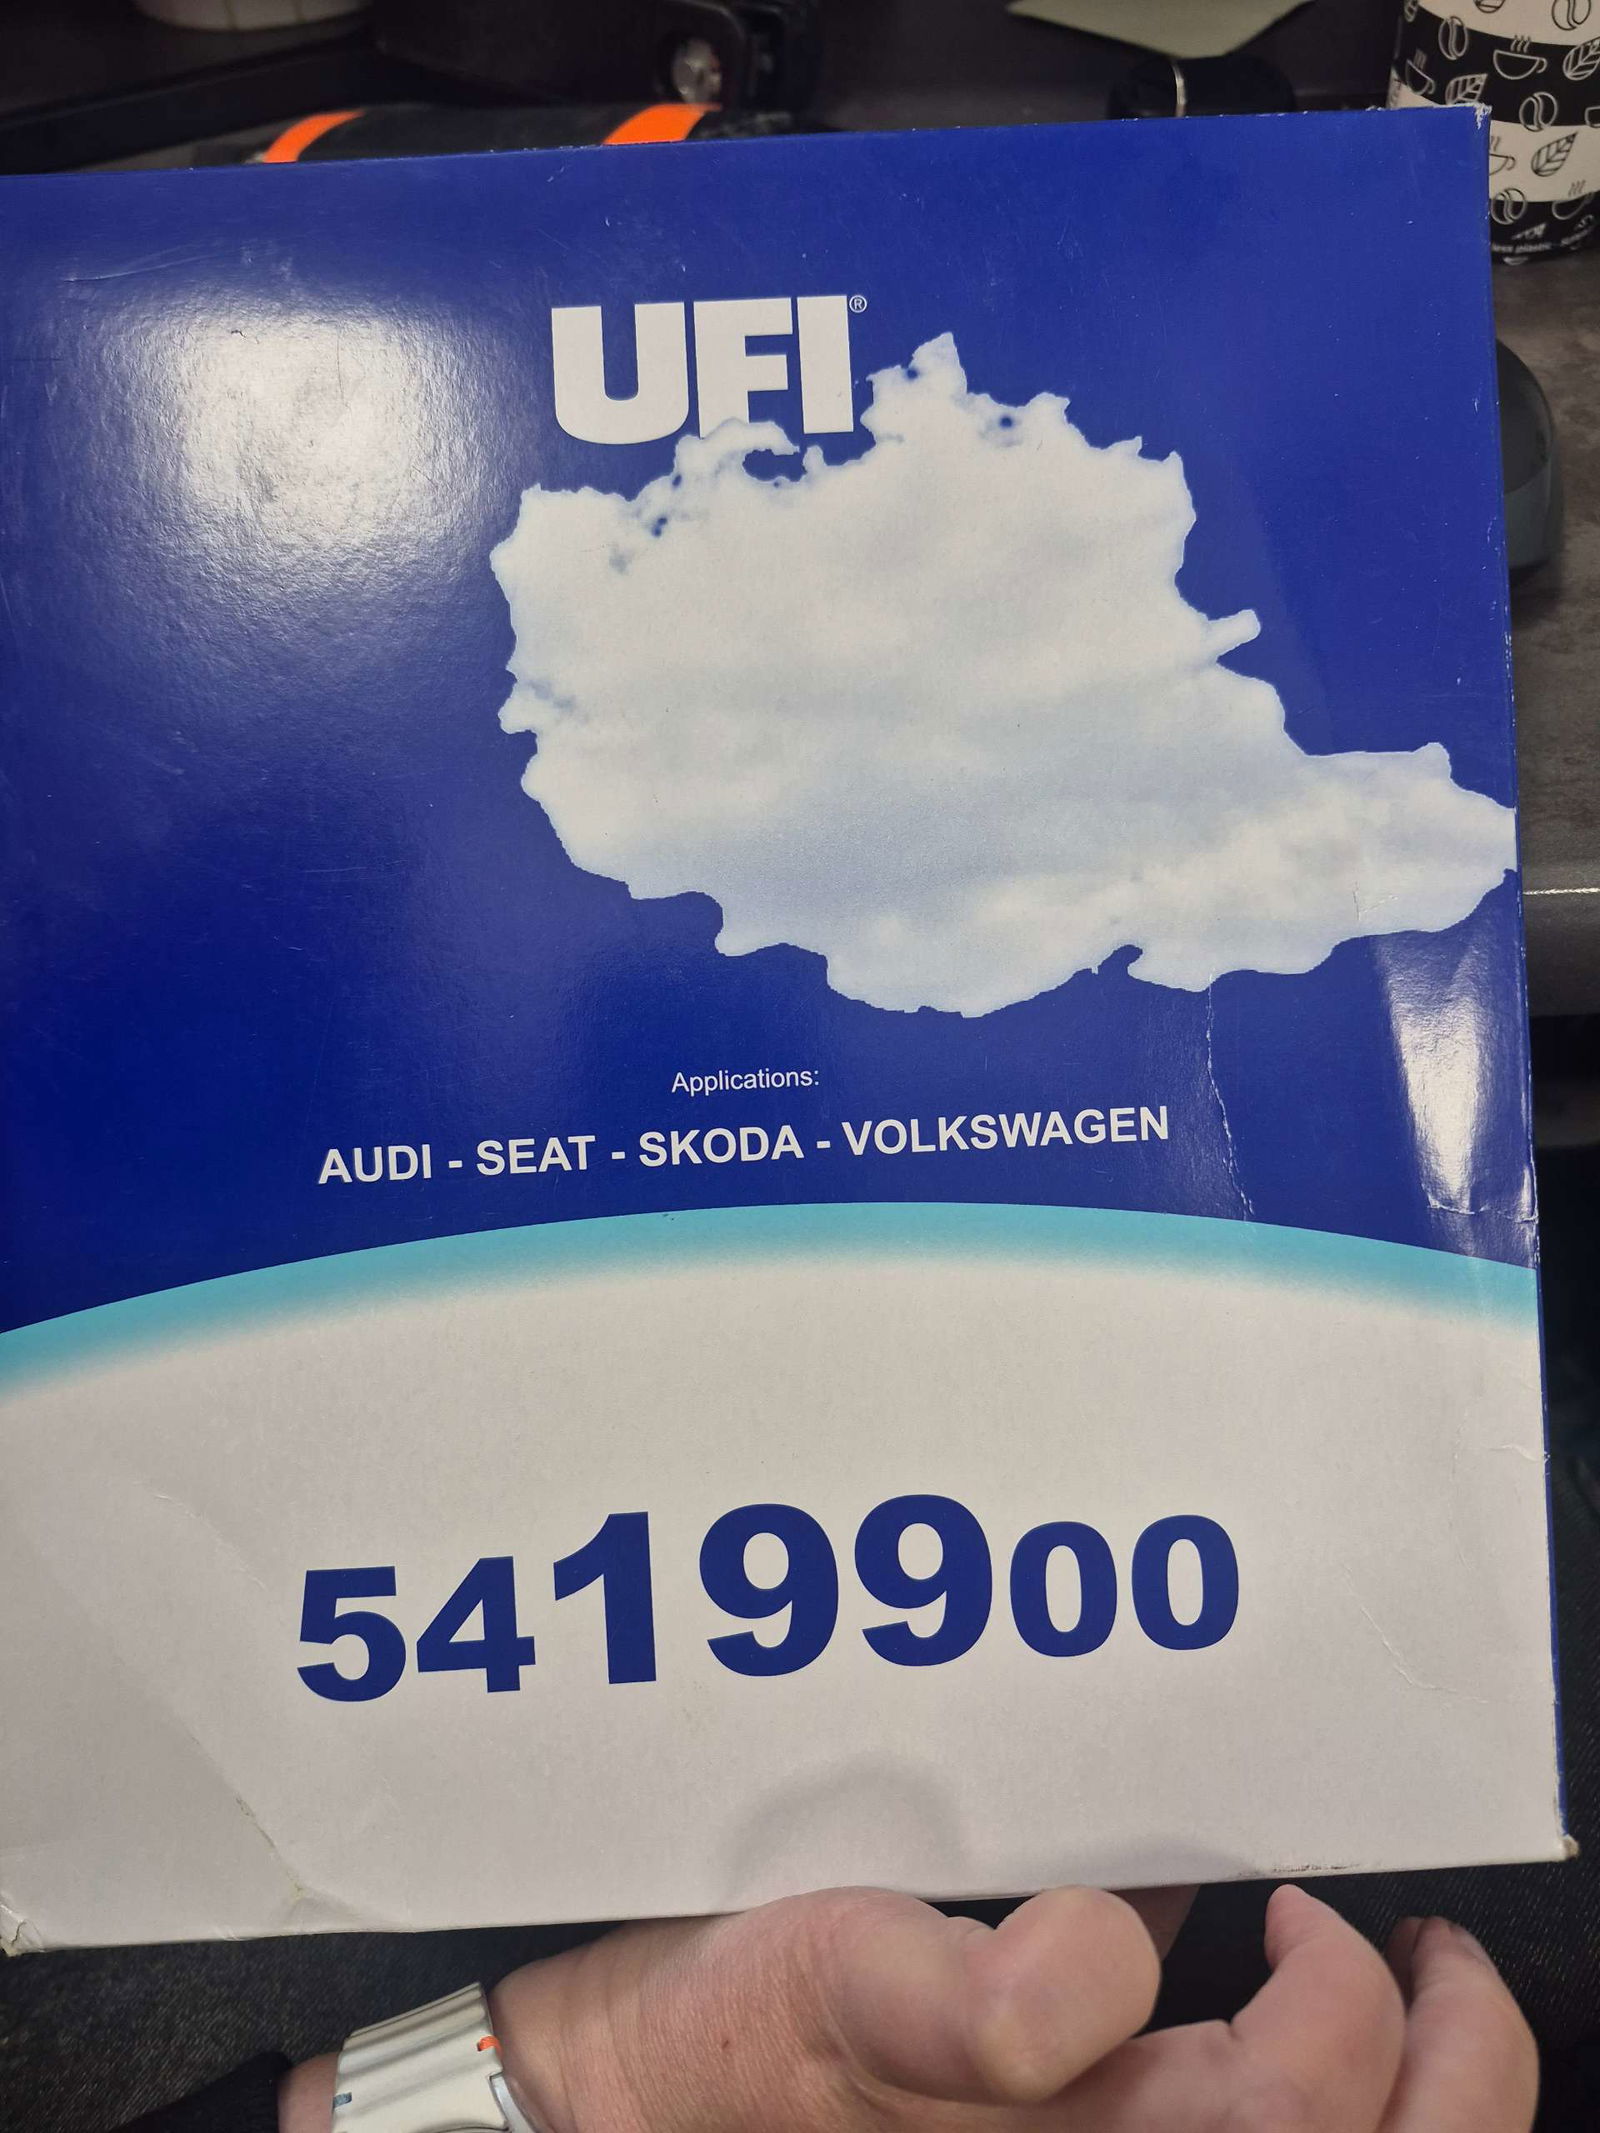 UFI®
Applications:
AUDI - SEAT - SKODA - VOLKSWAGEN
5419900